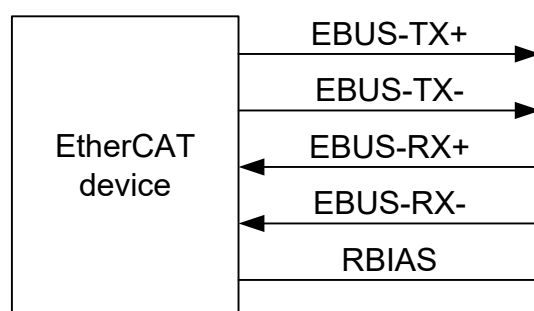 EBUS-TX+
EBUS-TX-
EtherCAT
device
EBUS-RX+
EBUS-RX-
RBIAS